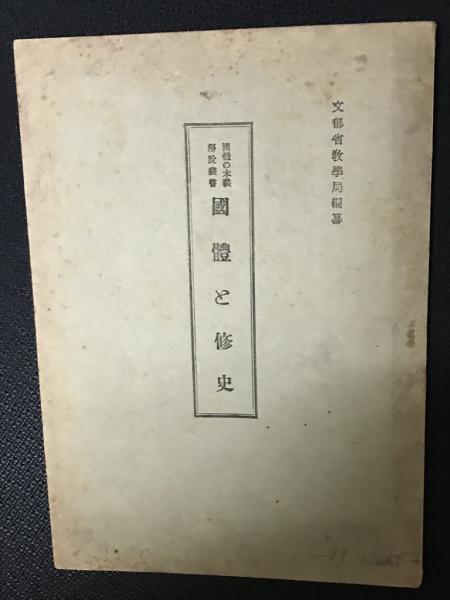 文部省教學局編纂
國體の本義
解說叢書
國體と修史